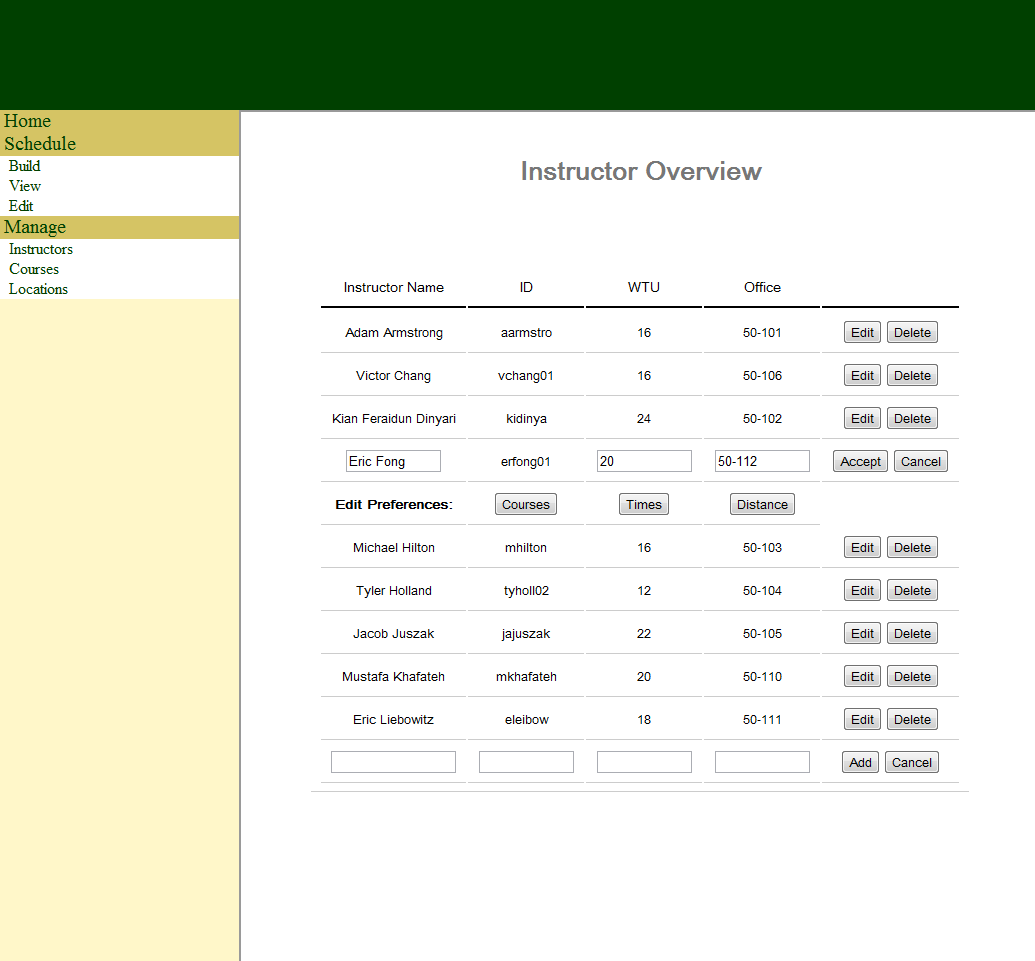 Home
Schedule
Build
View
Edit
Manage
Instructors
Courses
Locations
Instructor Overview
Instructor Name ID WTU Office
Adam Armstrong aarmstro 16 50-101 Edit Delete
Victor Chang vchang01 16 50-106 Edit Delete
Kian Feraidun Dinyari kidinya 24 50-102 Edit Delete
Eric Fong erfong01 20 50-112 Accept Cancel
Edit Preferences: Courses Times Distance
Michael Hilton mhilton 16 50-103 Edit Delete
Tyler Holland tyholl02 12 50-104 Edit Delete
Jacob Juszak jajuszak 22 50-105 Edit Delete
Mustafa Khafateh mkhafateh 20 50-110 Edit Delete
Eric Liebowitz eleibow 18 50-111 Edit Delete
Add Cancel